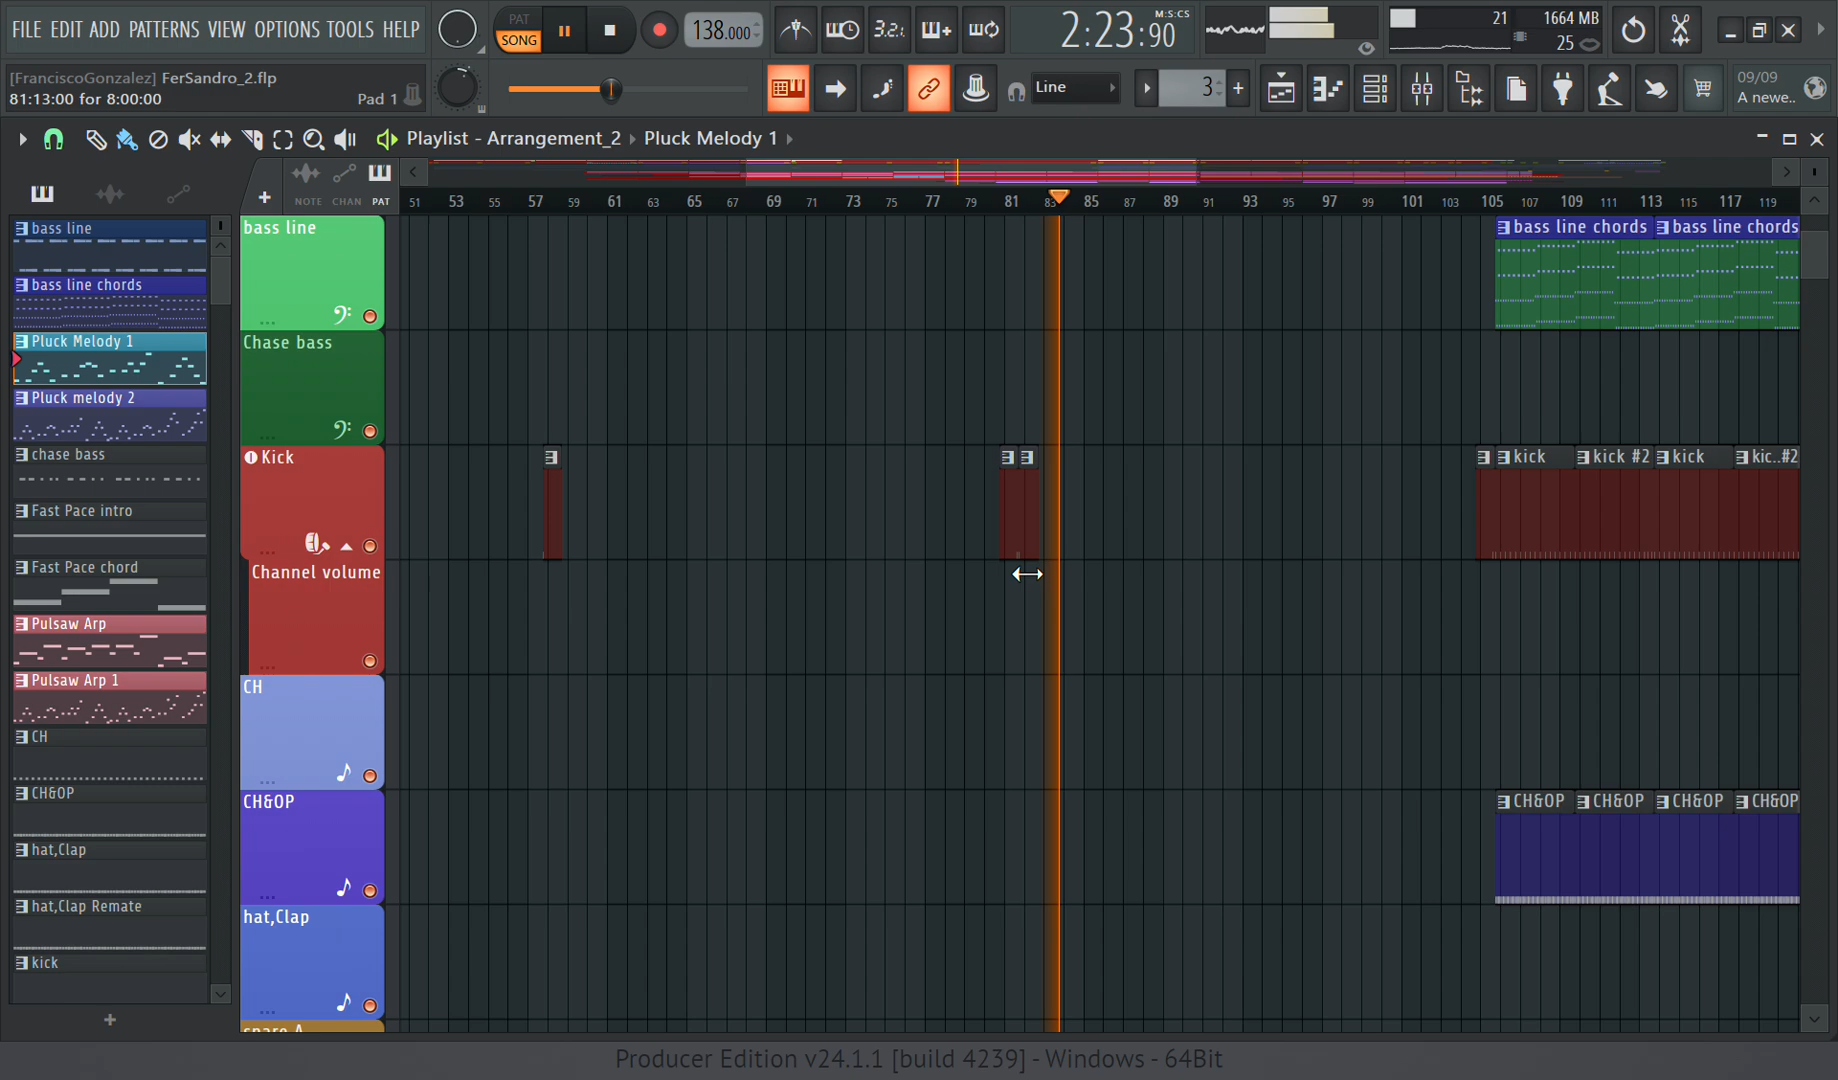 FILE EDIT ADD PATTERNS VIEW OPTIONS TOOLS HELP
PAT
SONG
138.000
3.2.
2:23:90
M:S:CS
21
1664 MB
25
[FranciscoGonzalez] FerSandro_2.flp
81:13:00 for 8:00:00
Pad 1
Line
3
09/09
A newe..
Playlist - Arrangement_2 › Pluck Melody 1 ›
NOTE CHAN PAT
51 53 55 57 59 61 63 65 67 69 71 73 75 77 79 81 83 85 87 89 91 93 95 97 99 101 103 105 107 109 111 113 115 117 119
bass line
bass line chords
Pluck Melody 1
Pluck melody 2
chase bass
Fast Pace intro
Fast Pace chord
Pulsaw Arp
Pulsaw Arp 1
CH
CH&OP
hat,Clap
hat,Clap Remate
kick
bass line
bass line chords
bass line chords
Chase bass
Kick
kick
kick #2
kick
kic..#2
Channel volume
CH
CH&OP
CH&OP
CH&OP
CH&OP
CH&OP
hat,Clap
spare A
Producer Edition v24.1.1 [build 4239] - Windows - 64Bit